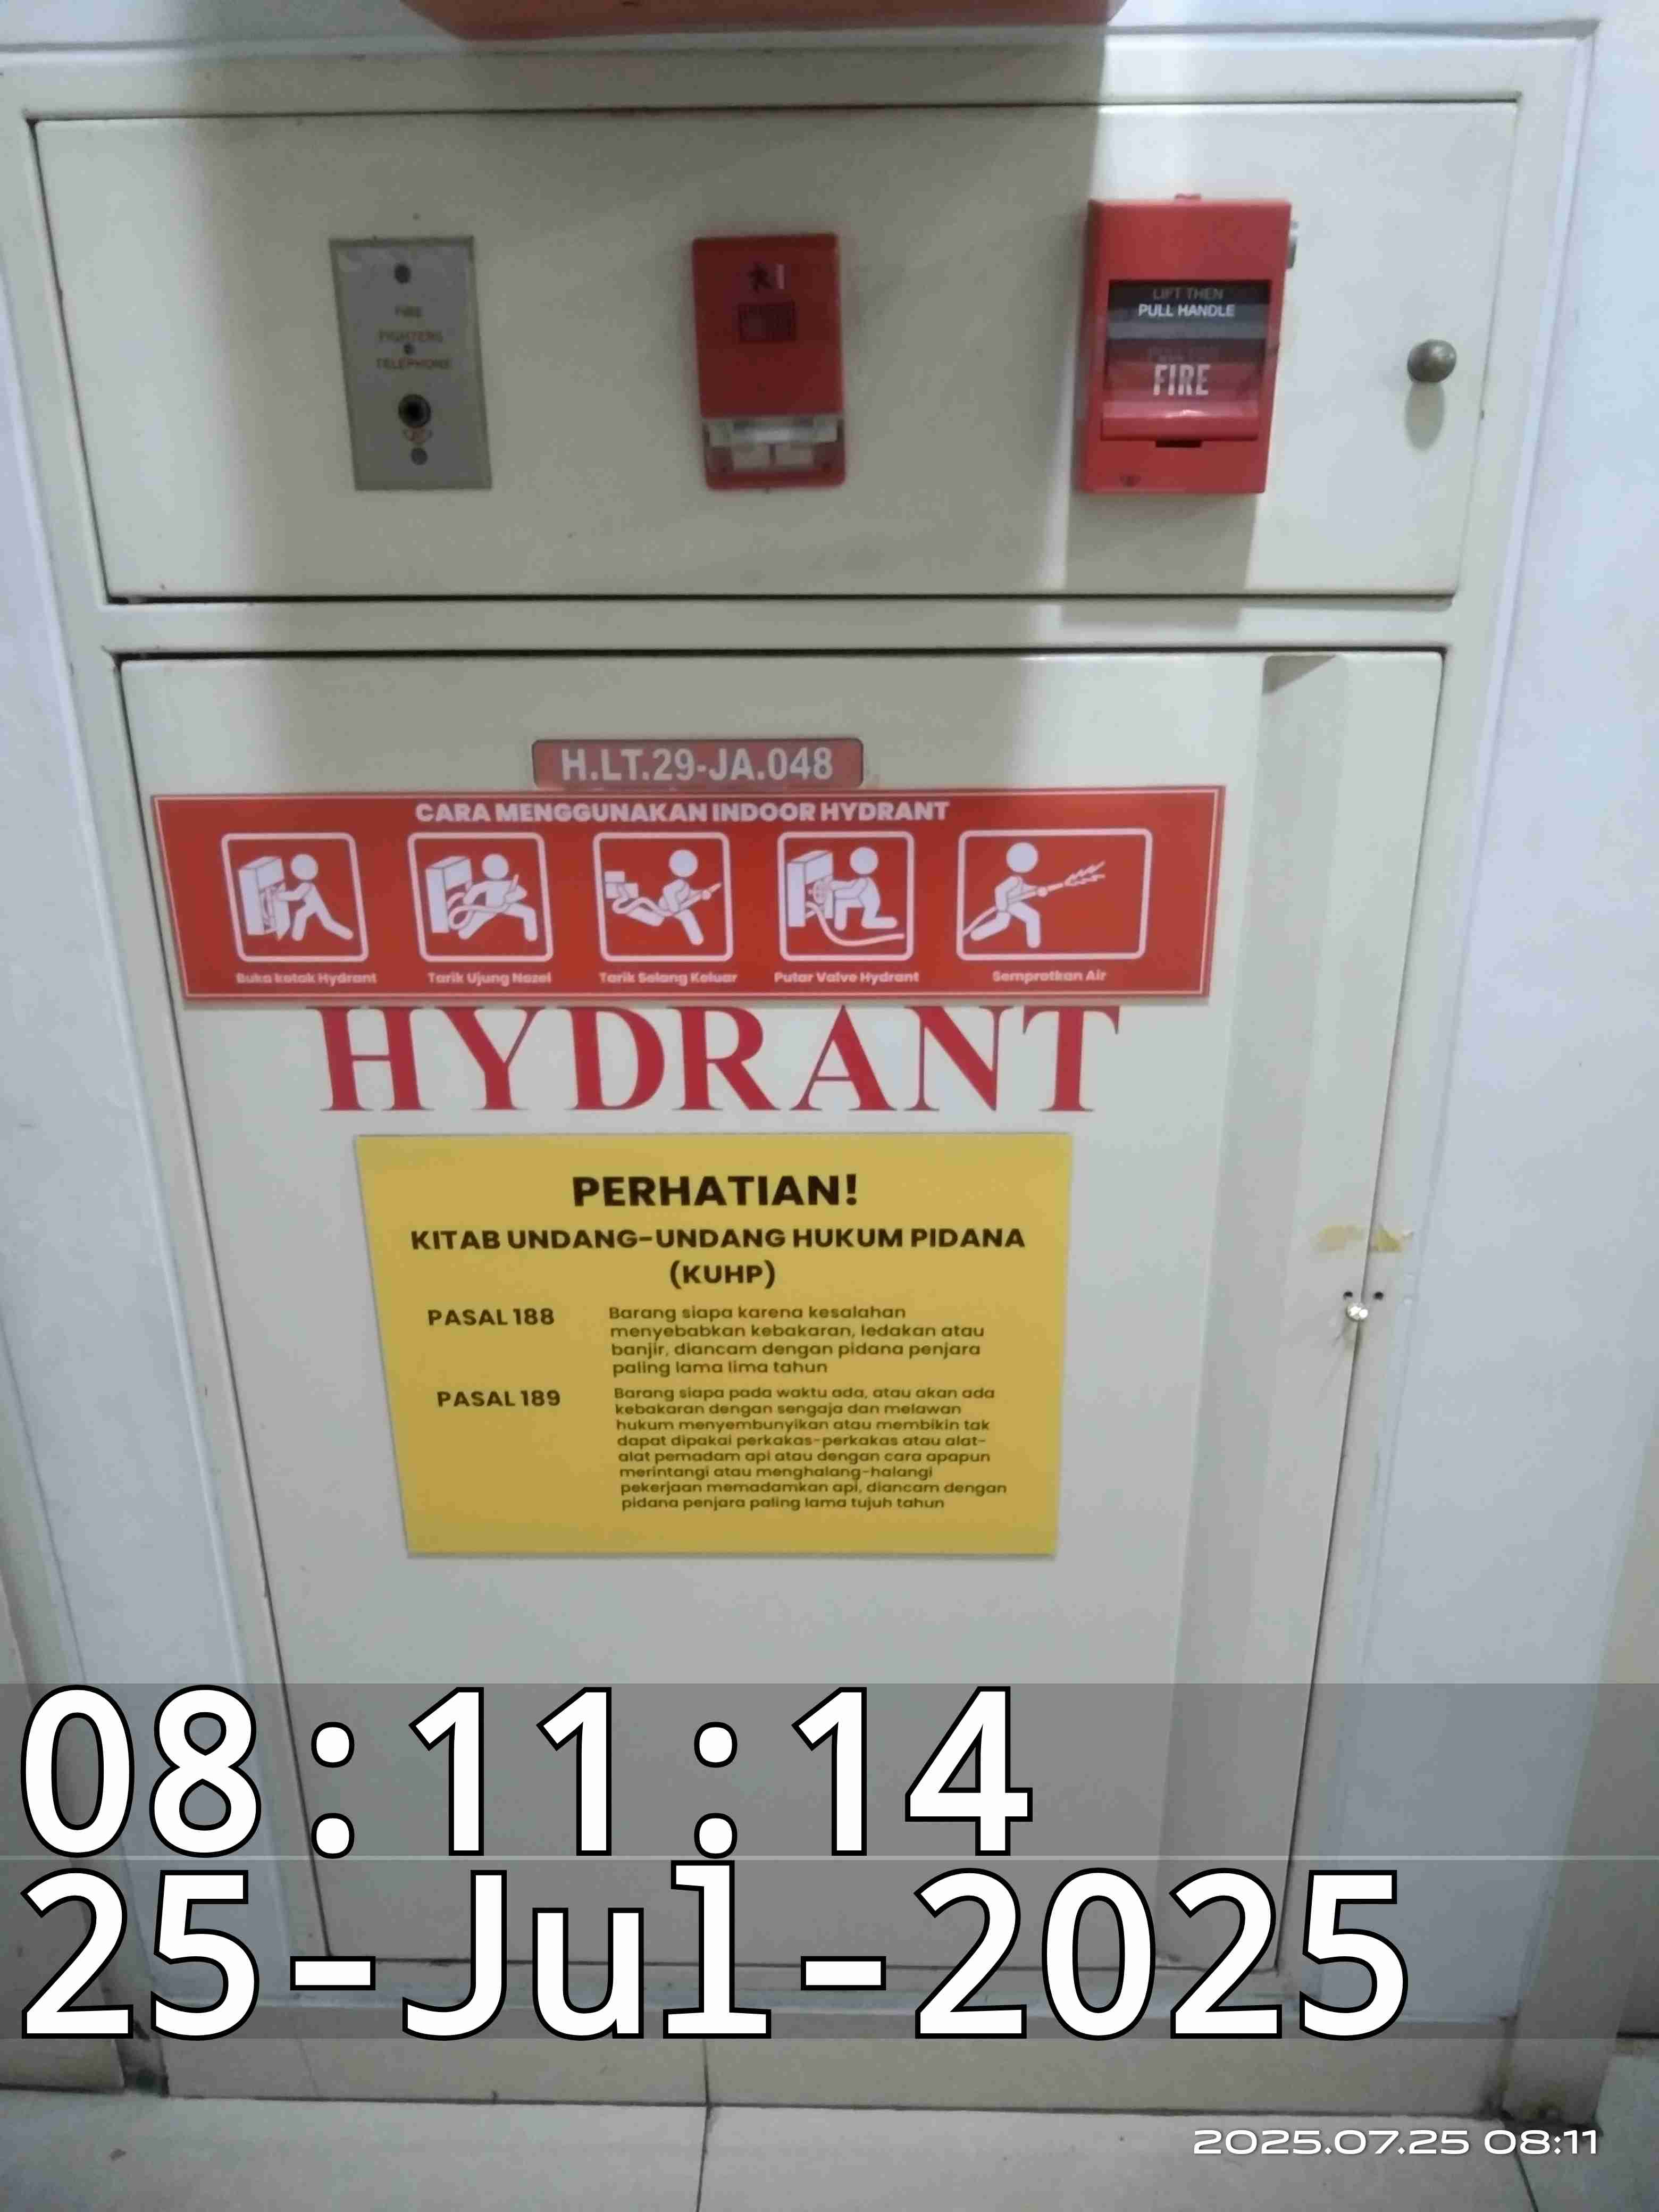 FIRE
FIGHTERS
TELEPHONE
LIFT THEN
PULL HANDLE
FIRE
H.LT.29-JA.048
CARA MENGGUNAKAN INDOOR HYDRANT
Buka kotak Hydrant
Tarik Ujung Nozel
Tarik Selang Keluar
Putar Valve Hydrant
Semprotkan Air
HYDRANT
PERHATIAN!
KITAB UNDANG-UNDANG HUKUM PIDANA
(KUHP)
PASAL 188
Barang siapa karena kesalahan
menyebabkan kebakaran, ledakan atau
banjir, diancam dengan pidana penjara
paling lama lima tahun
PASAL 189
Barang siapa pada waktu ada, atau akan ada
kebakaran dengan sengaja dan melawan
hukum menyembunyikan atau membikin tak
dapat dipakai perkakas-perkakas atau alat-
alat pemadam api atau dengan cara apapun
merintangi atau menghalang-halangi
pekerjaan memadamkan api, diancam dengan
pidana penjara paling lama tujuh tahun
08:11:14
25-Jul-2025
2025.07.25 08:11